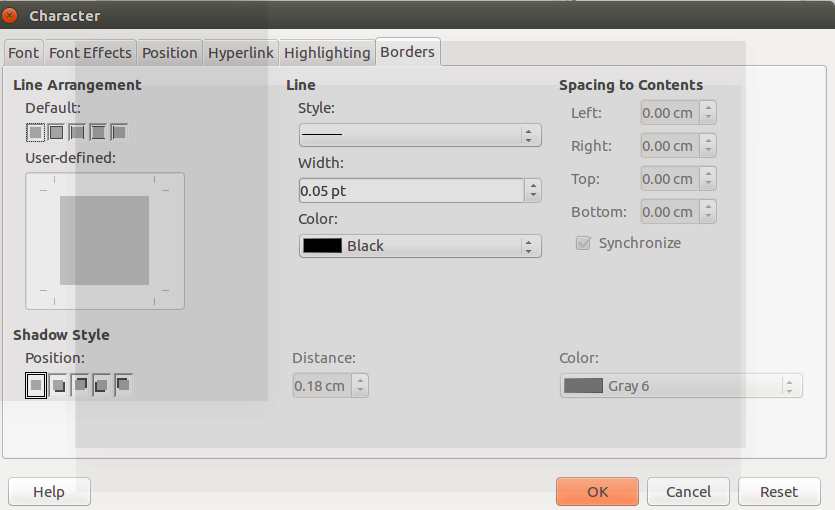 Character
Font Font Effects Position Hyperlink Highlighting Borders
Line Arrangement Line Spacing to Contents
Default: Style: Left: 0.00 cm
User-defined: Width: Right: 0.00 cm
0.05 pt Top: 0.00 cm
Color: Bottom: 0.00 cm
Black Synchronize
Shadow Style
Position: Distance: Color:
0.18 cm Gray 6
Help OK Cancel Reset